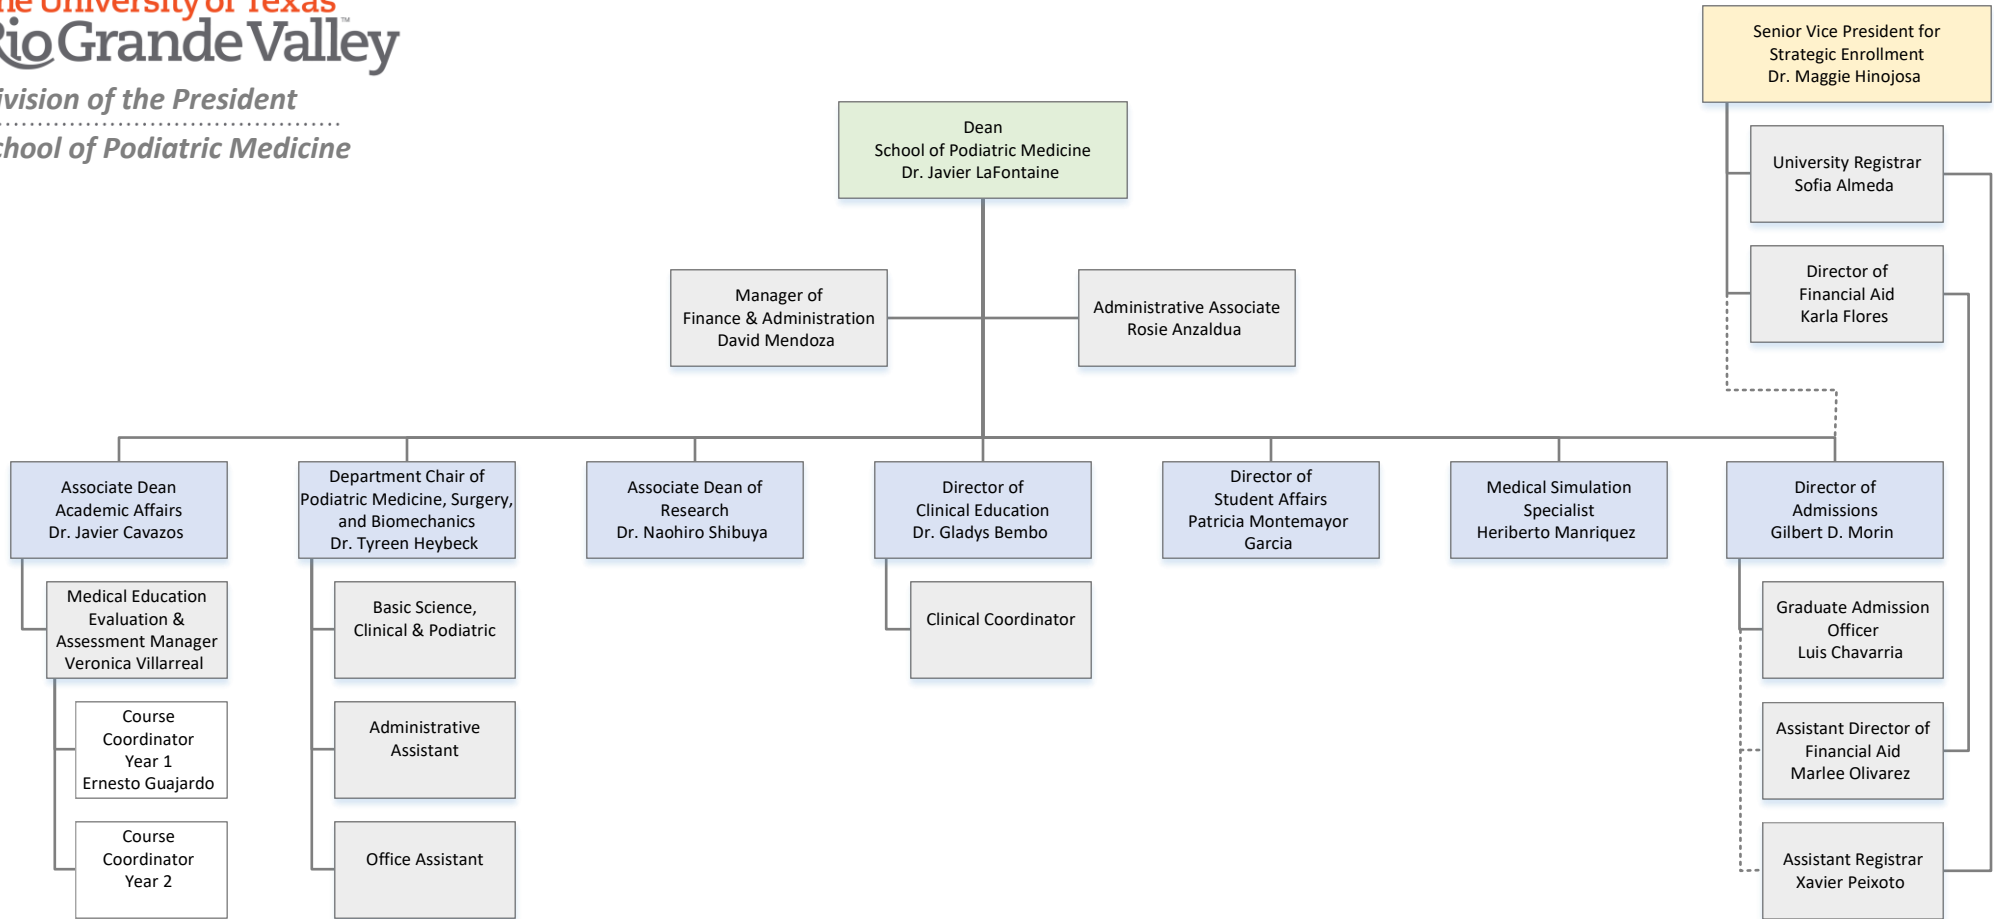 he University of Texas
Rio Grande Valley
ivision of the President
chool of Podiatric Medicine
Senior Vice President for
Strategic Enrollment
Dr. Maggie Hinojosa
Dean
School of Podiatric Medicine
Dr. Javier LaFontaine
University Registrar
Sofia Almeda
Manager of
Finance & Administration
David Mendoza
Administrative Associate
Rosie Anzaldua
Director of
Financial Aid
Karla Flores
Associate Dean
Academic Affairs
Dr. Javier Cavazos
Department Chair of
Podiatric Medicine, Surgery,
and Biomechanics
Dr. Tyreen Heybeck
Associate Dean of
Research
Dr. Naohiro Shibuya
Director of
Clinical Education
Dr. Gladys Bembo
Director of
Student Affairs
Patricia Montemayor
Garcia
Medical Simulation
Specialist
Heriberto Manriquez
Director of
Admissions
Gilbert D. Morin
Medical Education
Evaluation &
Assessment Manager
Veronica Villarreal
Basic Science,
Clinical & Podiatric
Clinical Coordinator
Graduate Admission
Officer
Luis Chavarria
Course
Coordinator
Year 1
Ernesto Guajardo
Administrative
Assistant
Assistant Director of
Financial Aid
Marlee Olivarez
Course
Coordinator
Year 2
Office Assistant
Assistant Registrar
Xavier Peixoto